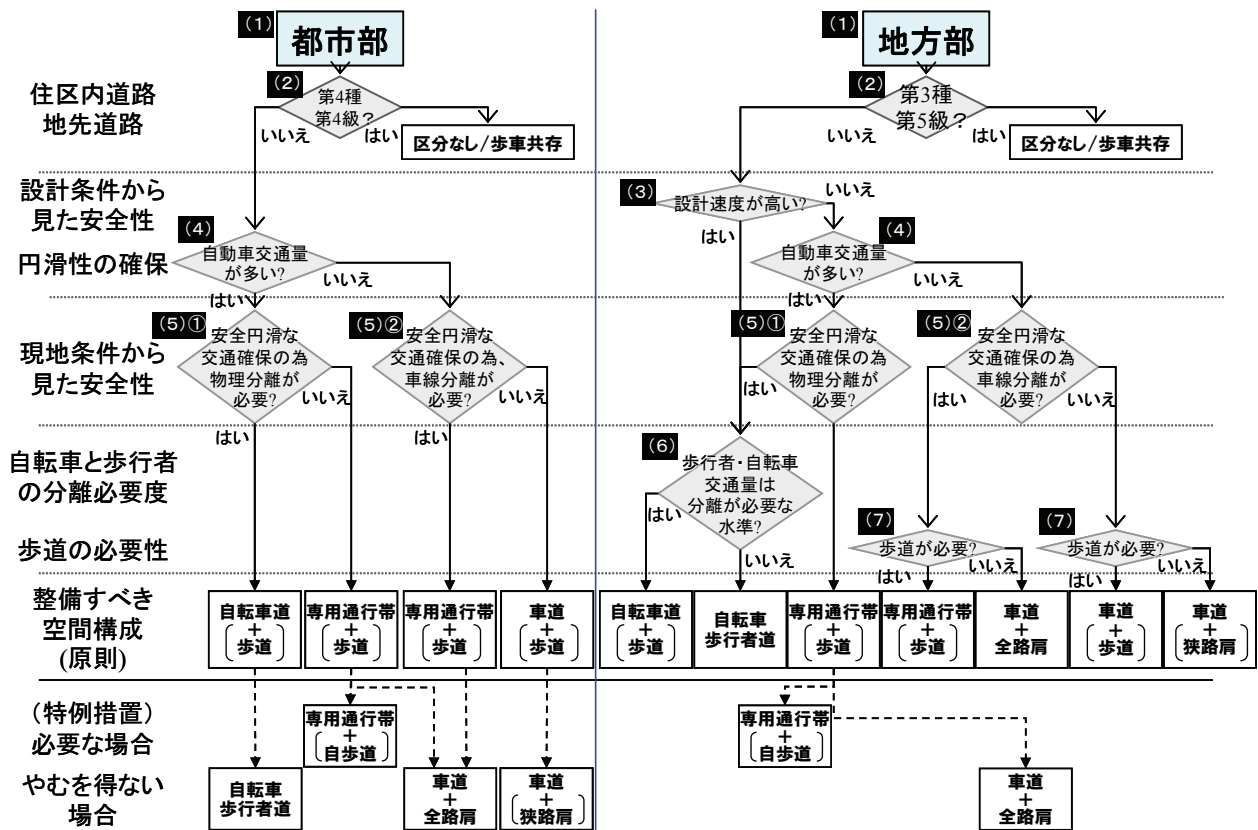 (1)
都市部
(1)
地方部
住区内道路
地先道路
(2)
第4種
第4級？
いいえ
はい
区分なし/歩車共存
(2)
第3種
第5級？
いいえ
はい
区分なし/歩車共存
設計条件から
見た安全性
(3)
設計速度が高い?
いいえ
はい
円滑性の確保
(4)
自動車交通量
が多い?
いいえ
はい
(4)
自動車交通量
が多い?
いいえ
はい
現地条件から
見た安全性
(5)①
安全円滑な
交通確保の為
物理分離が
必要?
いいえ
はい
(5)②
安全円滑な
交通確保の為、
車線分離が
必要?
いいえ
はい
(5)①
安全円滑な
交通確保の為
物理分離が
必要?
はい
(5)②
安全円滑な
交通確保の為
車線分離が
必要?
はい
いいえ
自転車と歩行者
の分離必要度
(6)
歩行者・自転車
交通量は
分離が必要な
水準?
はい
いいえ
歩道の必要性
(7)
歩道が必要?
はい
いいえ
(7)
歩道が必要?
はい
いいえ
整備すべき
空間構成
(原則)
自転車道
＋
歩道
専用通行帯
＋
歩道
専用通行帯
＋
歩道
車道
＋
歩道
自転車道
＋
歩道
自転車
歩行者道
専用通行帯
＋
歩道
専用通行帯
＋
歩道
車道
＋
全路肩
車道
＋
歩道
車道
＋
狭路肩
(特例措置)
必要な場合
専用通行帯
＋
自歩道
専用通行帯
＋
自歩道
やむを得ない
場合
自転車
歩行者道
車道
＋
全路肩
車道
＋
狭路肩
車道
＋
全路肩